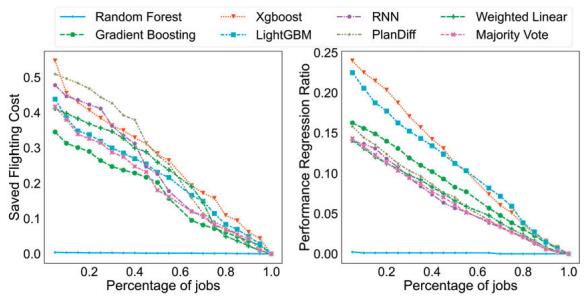 Random Forest Xgboost RNN Weighted Linear
Gradient Boosting LightGBM PlanDiff Majority Vote
0.5
0.4
0.3
0.2
0.1
0.0
Saved Flighting Cost
0.2 0.4 0.6 0.8 1.0
Percentage of jobs
0.25
0.20
0.15
0.10
0.05
0.00
Performance Regression Ratio
0.2 0.4 0.6 0.8 1.0
Percentage of jobs